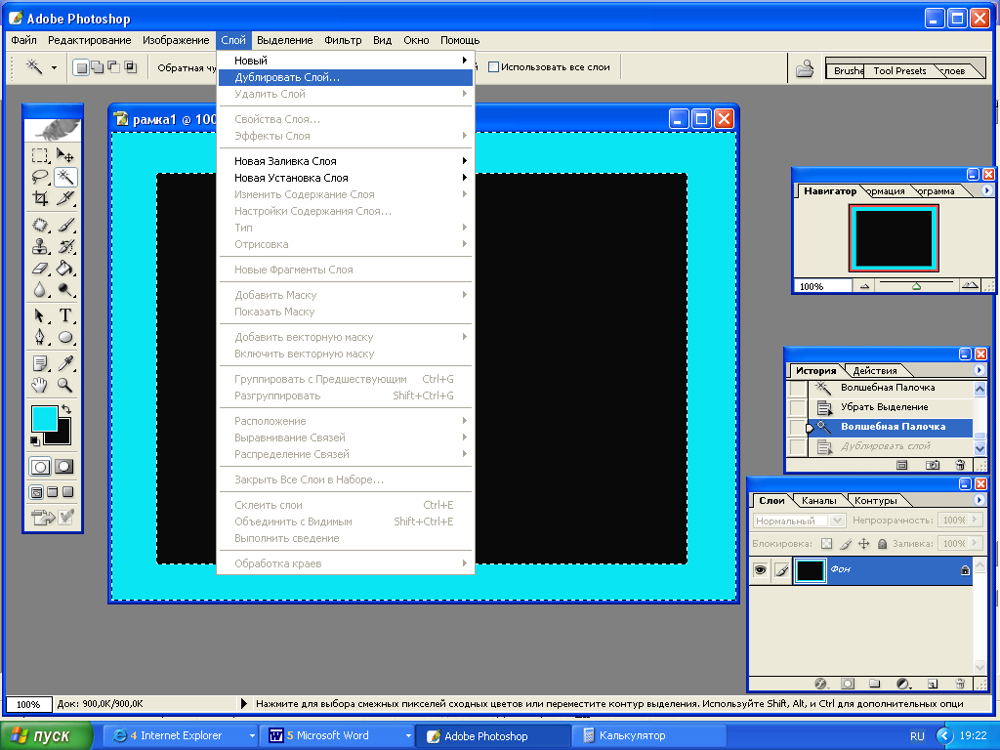 Adobe Photoshop
Файл Редактирование Изображение Слой Выделение Фильтр Вид Окно Помощь
Обратная чу
Использовать все слои
Brushe Tool Presets слоев
рамка1 @ 100
Новый
Дублировать Слой...
Удалить Слой
Свойства Слоя...
Эффекты Слоя
Новая Заливка Слоя
Новая Установка Слоя
Изменить Содержание Слоя
Настройки Содержания Слоя...
Тип
Отрисовка
Новые Фрагменты Слоя
Добавить Маску
Показать Маску
Добавить векторную маску
Включить векторную маску
Группировать с Предшествующим Ctrl+G
Разгруппировать Shift+Ctrl+G
Расположение
Выравнивание Связей
Распределение Связей
Закрыть Все Слои в Наборе...
Склеить слои Ctrl+E
Объединить с Видимым Shift+Ctrl+E
Выполнить сведение
Обработка краев
Навигатор ормация ограмма
100%
История Действия
Волшебная Палочка
Убрать Выделение
Волшебная Палочка
Дублировать слой
Слои Каналы Контуры
Нормальный Непрозрачность: 100%
Блокировка: Заливка: 100%
Фон
100% Док: 900,0K/900,0K Нажмите для выбора смежных пикселей сходных цветов или переместите контур выделения. Используйте Shift, Alt, и Ctrl для дополнительных опци
пуск 4 Internet Explorer 5 Microsoft Word Adobe Photoshop Калькулятор RU 19:22